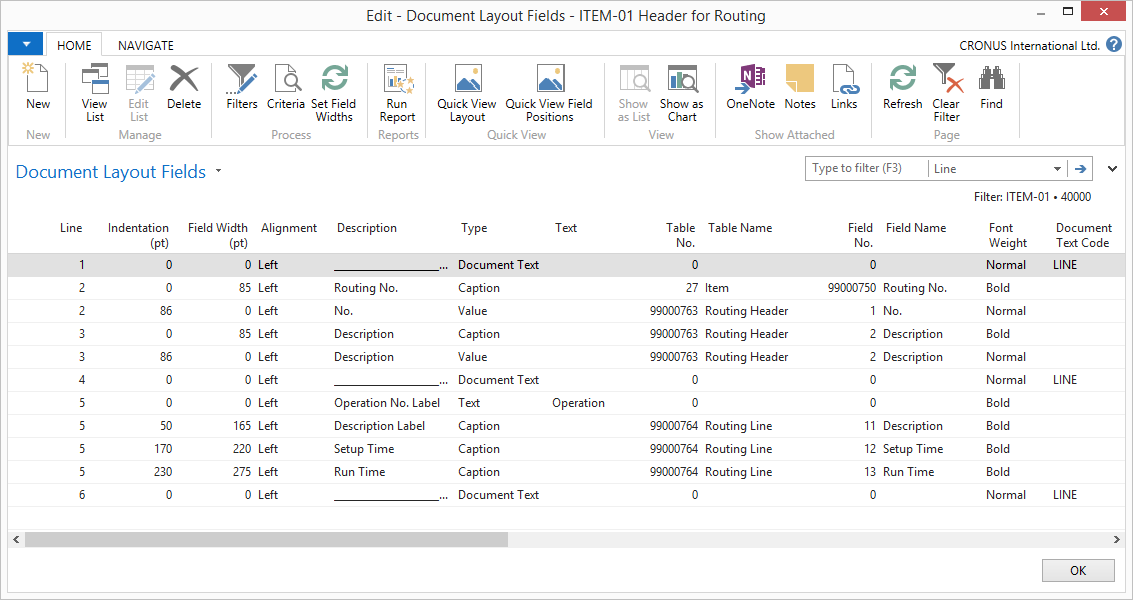 Edit - Document Layout Fields - ITEM-01 Header for Routing
HOME NAVIGATE CRONUS International Ltd. ?
New View List Edit List Delete Filters Criteria Set Field Widths Run Report Quick View Layout Quick View Field Positions Show as List Show as Chart OneNote Notes Links Refresh Clear Filter Find
New Manage Process Reports Quick View View Show Attached Page
Document Layout Fields Type to filter (F3) Line
Filter: ITEM-01 • 40000
Line Indentation (pt) Field Width (pt) Alignment Description Type Text Table No. Table Name Field No. Field Name Font Weight Document Text Code
1 0 0 Left ___________________... Document Text 0 0 Normal LINE
2 0 85 Left Routing No. Caption 27 Item 99000750 Routing No. Bold
2 86 0 Left No. Value 99000763 Routing Header 1 No. Normal
3 0 85 Left Description Caption 99000763 Routing Header 2 Description Bold
3 86 0 Left Description Value 99000763 Routing Header 2 Description Normal
4 0 0 Left ___________________... Document Text 0 0 Normal LINE
5 0 0 Left Operation No. Label Text Operation 0 0 Bold
5 50 165 Left Description Label Caption 99000764 Routing Line 11 Description Bold
5 170 220 Left Setup Time Caption 99000764 Routing Line 12 Setup Time Bold
5 230 275 Left Run Time Caption 99000764 Routing Line 13 Run Time Bold
6 0 0 Left ___________________... Document Text 0 0 Normal LINE
OK